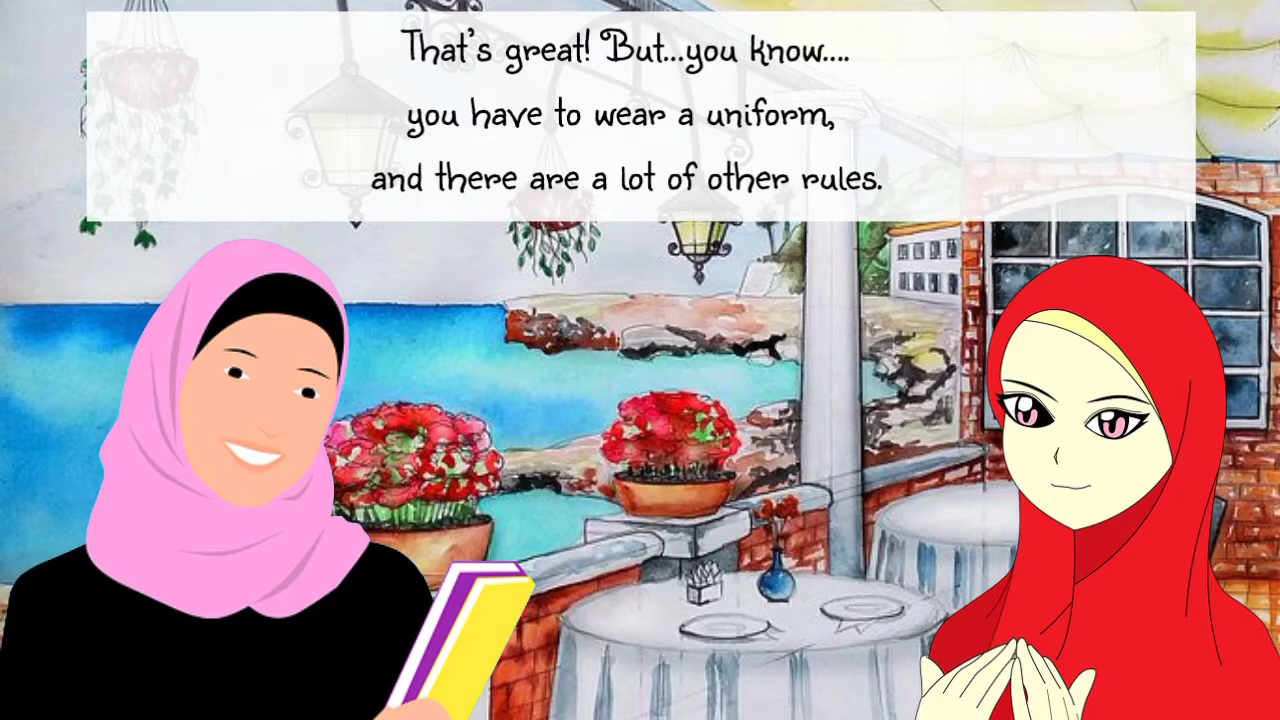 That's great! But...you know....
you have to wear a uniform,
and there are a lot of other rules.